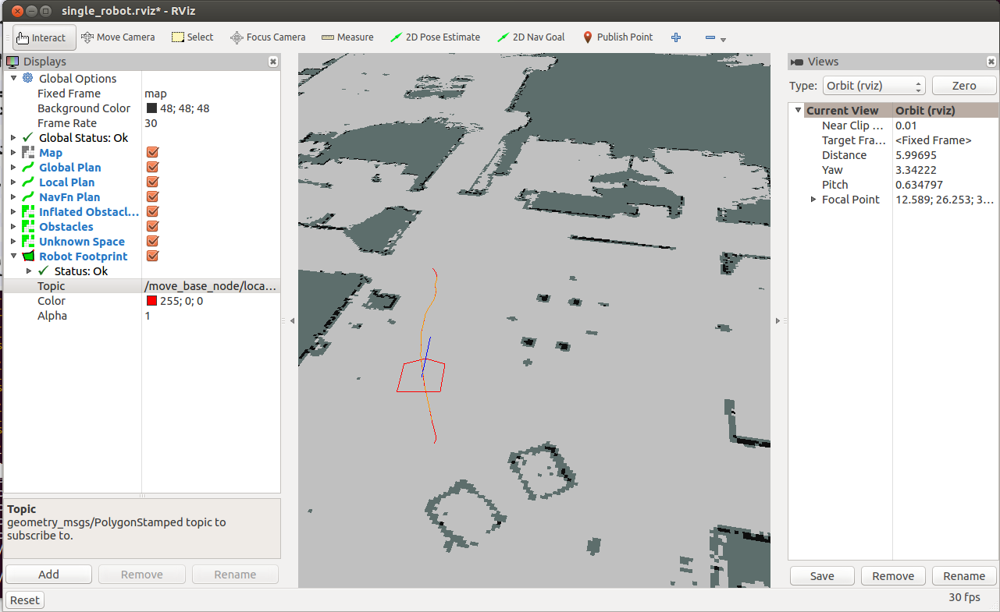 single_robot.rviz* - RViz
Interact Move Camera Select Focus Camera Measure 2D Pose Estimate 2D Nav Goal Publish Point
Displays
Global Options
Fixed Frame map
Background Color 48; 48; 48
Frame Rate 30
Global Status: Ok
Map
Global Plan
Local Plan
NavFn Plan
Inflated Obstacl...
Obstacles
Unknown Space
Robot Footprint
Status: Ok
Topic /move_base_node/loca...
Color 255; 0; 0
Alpha 1
Topic
geometry_msgs/PolygonStamped topic to
subscribe to.
Add Remove Rename
Reset
Views
Type: Orbit (rviz) Zero
Current View Orbit (rviz)
Near Clip ... 0.01
Target Fra... <Fixed Frame>
Distance 5.99695
Yaw 3.34222
Pitch 0.634797
Focal Point 12.589; 26.253; 3...
Save Remove Rename
30 fps